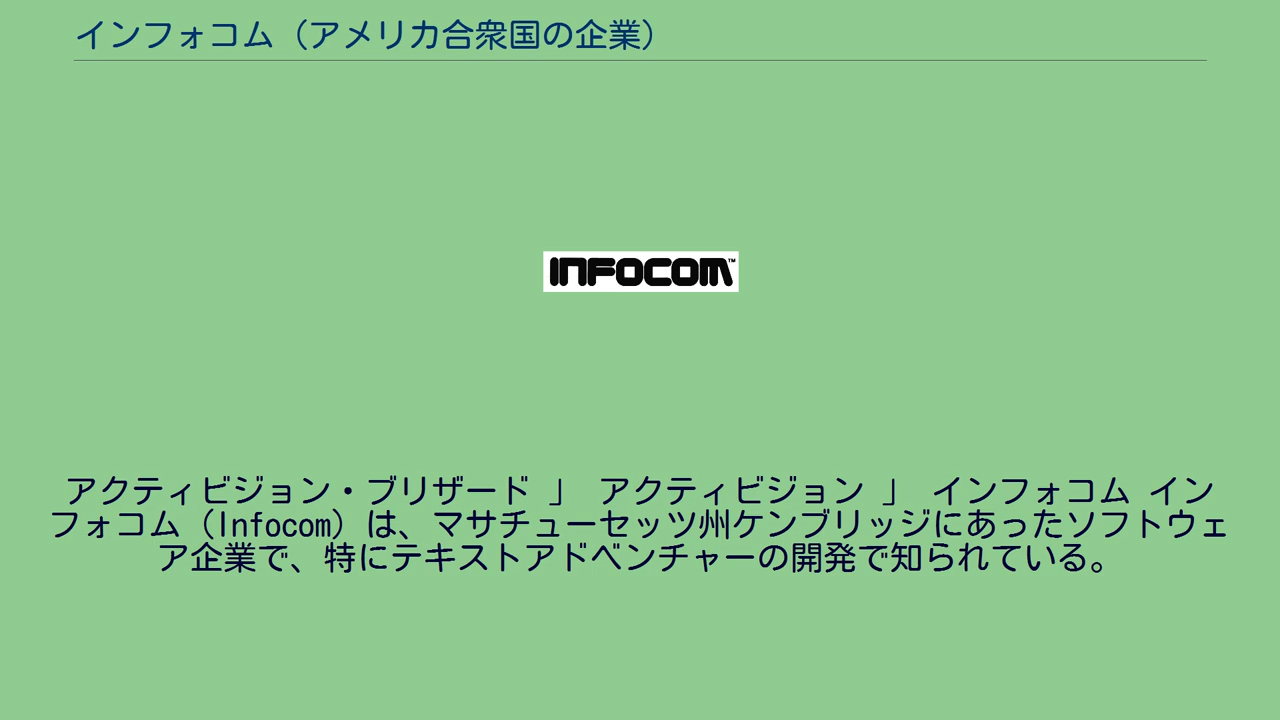 インフォコム（アメリカ合衆国の企業）
INFOCOM™
アクティビジョン・ブリザード 」 アクティビジョン 」 インフォコム イン
フォコム（Infocom）は、マサチューセッツ州ケンブリッジにあったソフトウェ
ア企業で、特にテキストアドベンチャーの開発で知られている。